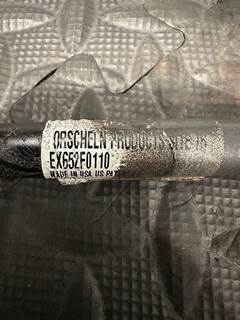 ORSCHELN PRODUCTS
EX652F0110
MADE IN USA US PAT